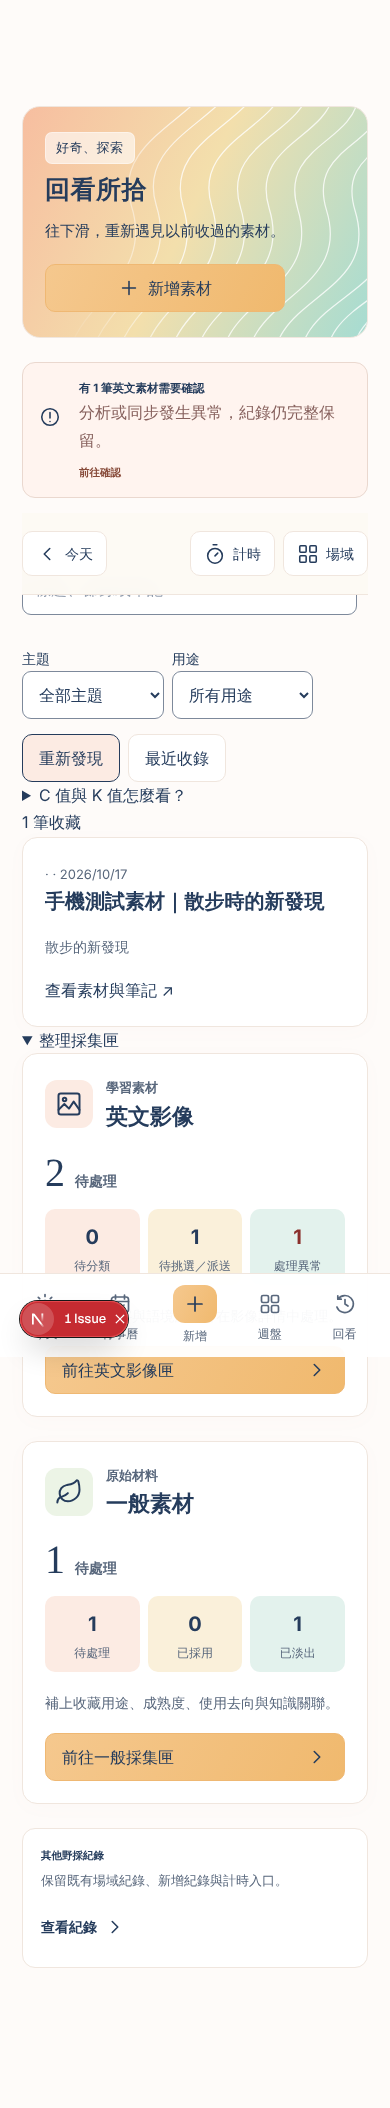 好奇、探索
回看所拾
往下滑，重新遇見以前收過的素材。
新增素材
有 1 筆英文素材需要確認
分析或同步發生異常，紀錄仍完整保
留。
前往確認
今天
計時
場域
主題
用途
全部主題
所有用途
重新發現
最近收錄
C 值與 K 值怎麼看？
1 筆收藏
· · 2026/10/17
手機測試素材｜散步時的新發現
散步的新發現
查看素材與筆記 ↗
整理採集匣
學習素材
英文影像
2 待處理
0
待分類
1
待挑選／派送
1
處理異常
1 Issue
新增
週盤
回看
前往英文影像匣
原始材料
一般素材
1 待處理
1
待處理
0
已採用
1
已淡出
補上收藏用途、成熟度、使用去向與知識關聯。
前往一般採集匣
其他野採紀錄
保留既有場域紀錄、新增紀錄與計時入口。
查看紀錄